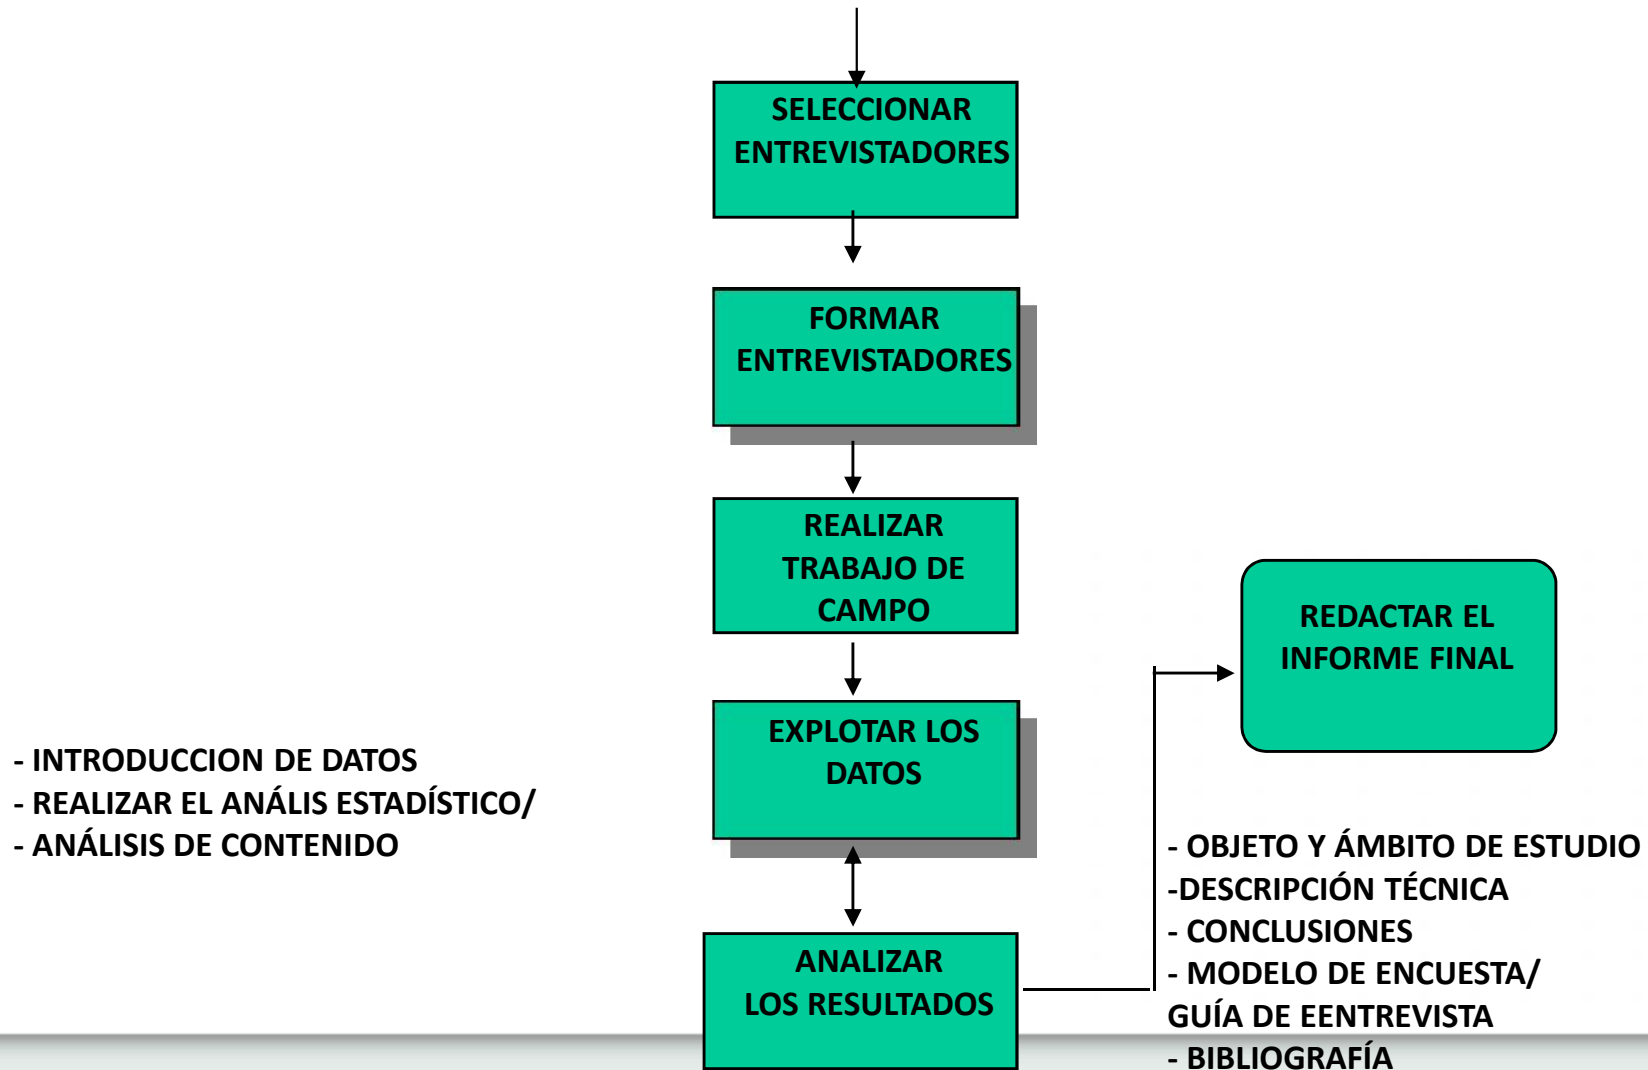 SELECCIONAR
ENTREVISTADORES
FORMAR
ENTREVISTADORES
REALIZAR
TRABAJO DE
CAMPO
EXPLOTAR LOS
DATOS
- INTRODUCCION DE DATOS
- REALIZAR EL ANÁLIS ESTADÍSTICO/
- ANÁLISIS DE CONTENIDO
ANALIZAR
LOS RESULTADOS
REDACTAR EL
INFORME FINAL
- OBJETO Y ÁMBITO DE ESTUDIO
-DESCRIPCIÓN TÉCNICA
- CONCLUSIONES
- MODELO DE ENCUESTA/
GUÍA DE EENTREVISTA
- BIBLIOGRAFÍA